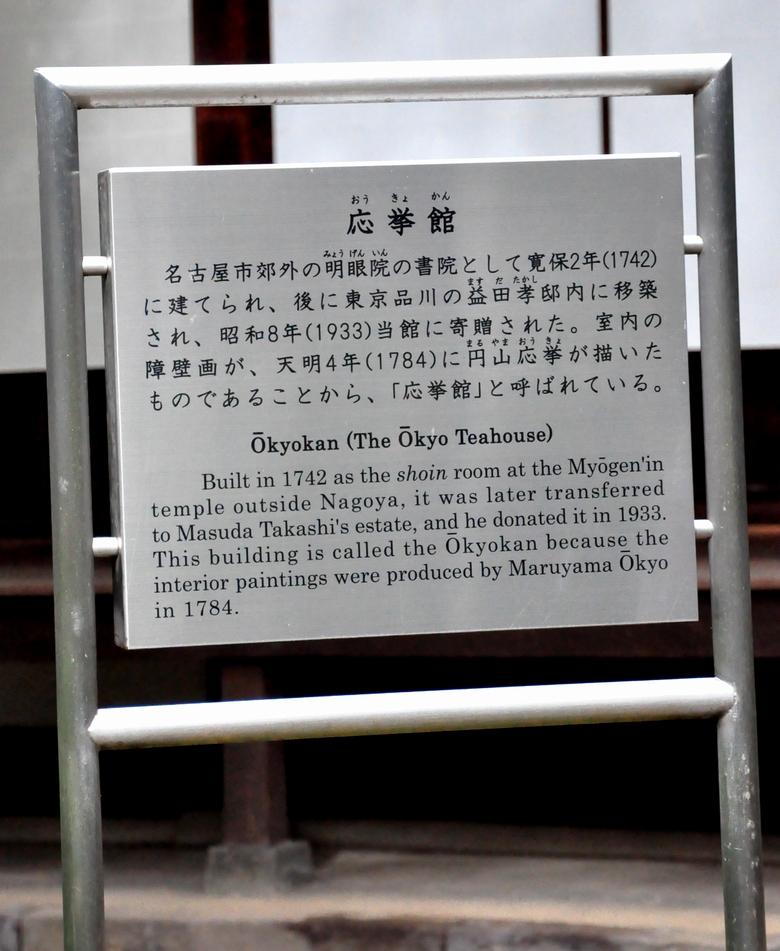 おう きょ かん
応挙館
みょうげんいん
名古屋市郊外の明眼院の書院として寛保2年(1742)
ます だ たかし
に建てられ、後に東京品川の益田孝邸内に移築
され、昭和8年(1933)当館に寄贈された。室内の
まる やま おう きょ
障壁画が、天明4年(1784)に円山応挙が描いた
ものであることから、「応挙館」と呼ばれている。
Ōkyokan (The Ōkyo Teahouse)
Built in 1742 as the shoin room at the Myōgen'in
temple outside Nagoya, it was later transferred
to Masuda Takashi's estate, and he donated it in 1933.
This building is called the Ōkyokan because the
interior paintings were produced by Maruyama Ōkyo
in 1784.